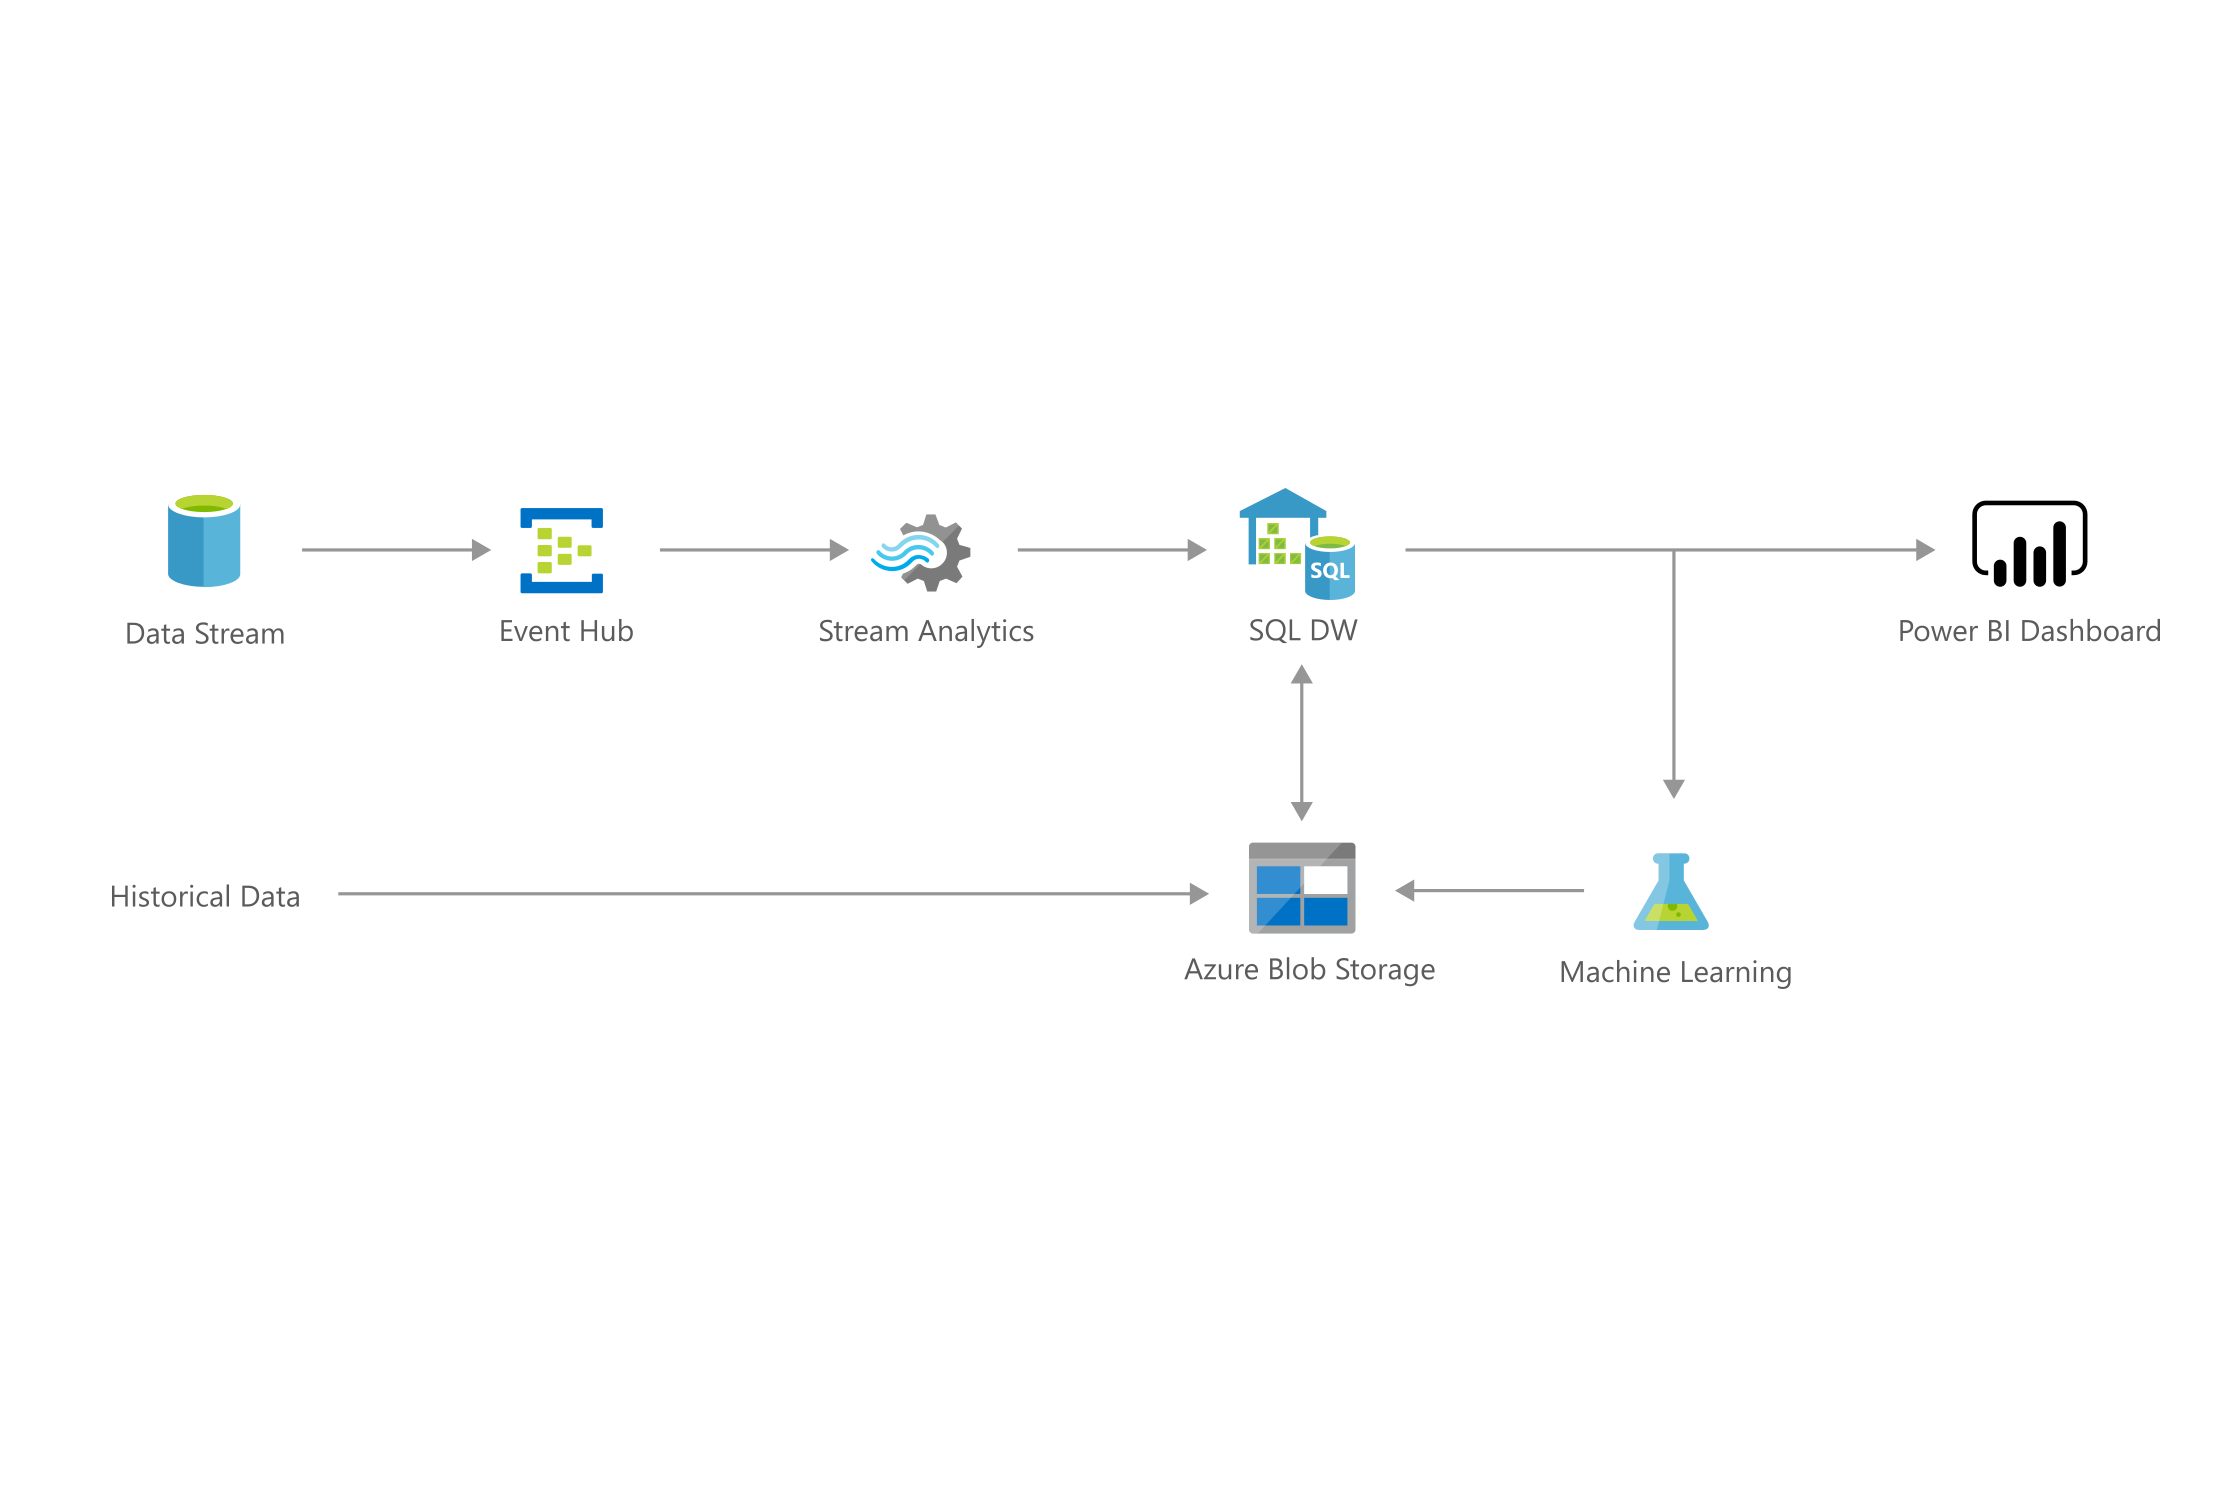 SQL
Data Stream
Event Hub
Stream Analytics
SQL DW
Power BI Dashboard
Historical Data
Azure Blob Storage
Machine Learning